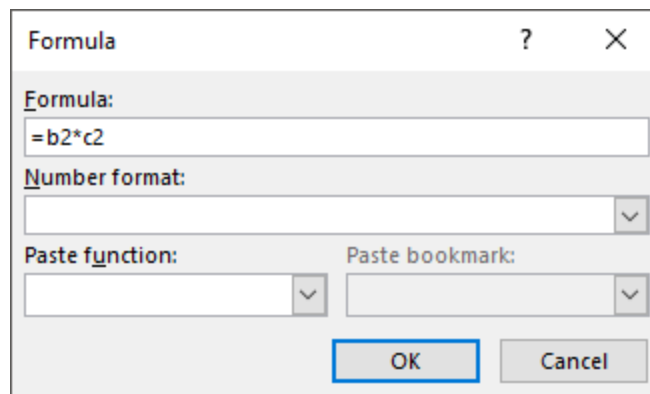 Formula ?
Formula:
=b2*c2
Number format:
Paste function: Paste bookmark:
OK Cancel